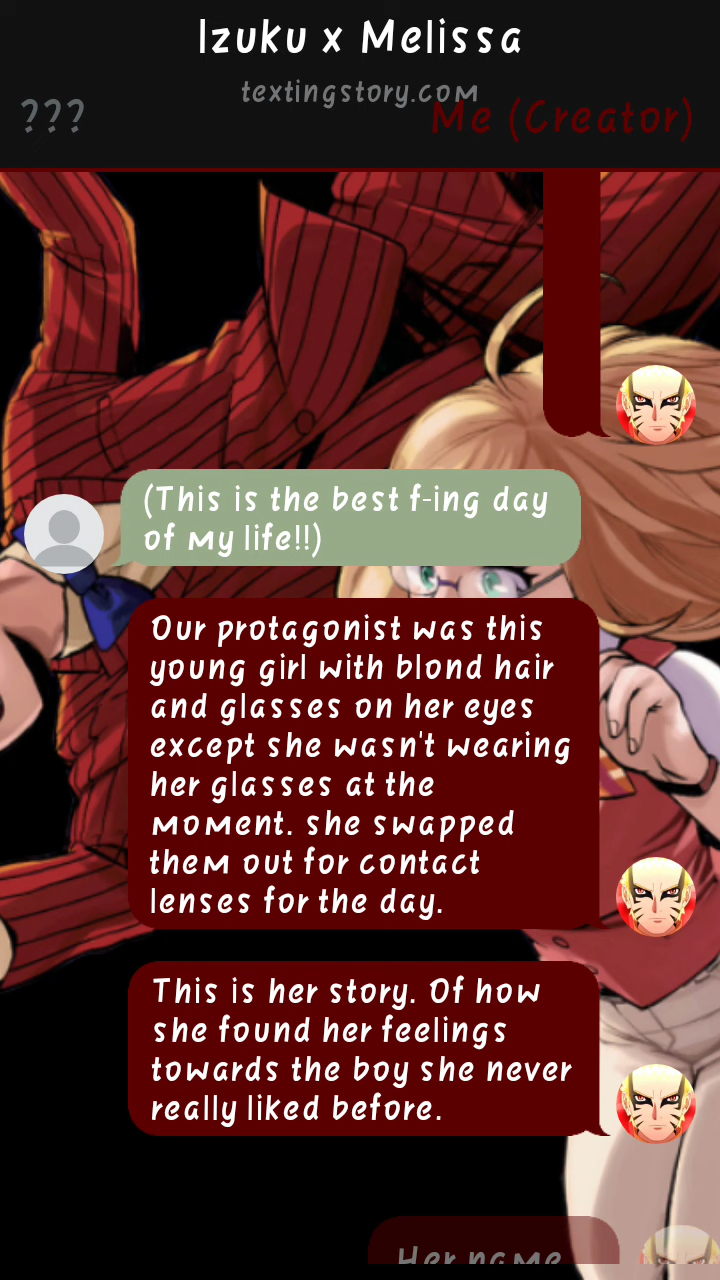 Izuku x Melissa
textingstory.com
???
Me (Creator)
(This is the best f-ing day
of my life!!)
Our protagonist was this
young girl with blond hair
and glasses on her eyes
except she wasn't wearing
her glasses at the
moment. she swapped
them out for contact
lenses for the day.
This is her story. Of how
she found her feelings
towards the boy she never
really liked before.
Her name